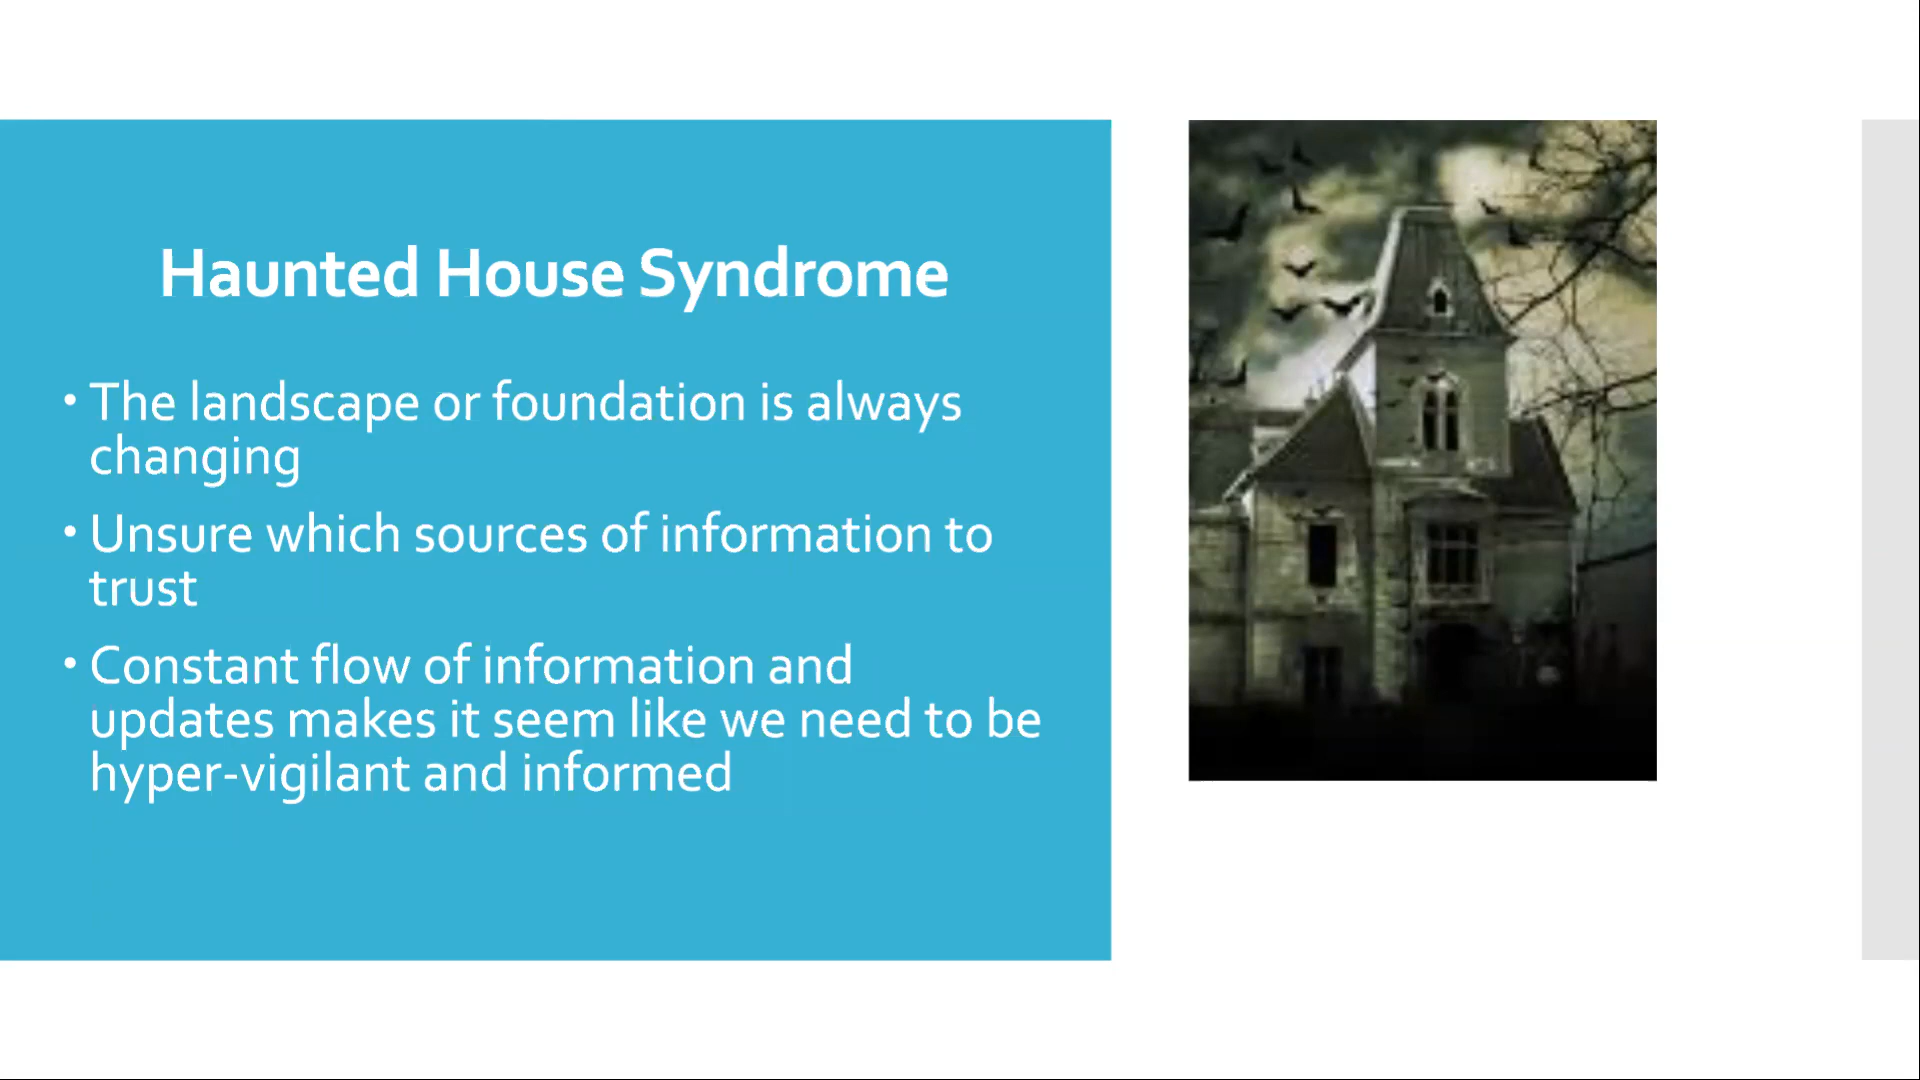 Haunted House Syndrome
• The landscape or foundation is always
changing
• Unsure which sources of information to
trust
• Constant flow of information and
updates makes it seem like we need to be
hyper-vigilant and informed